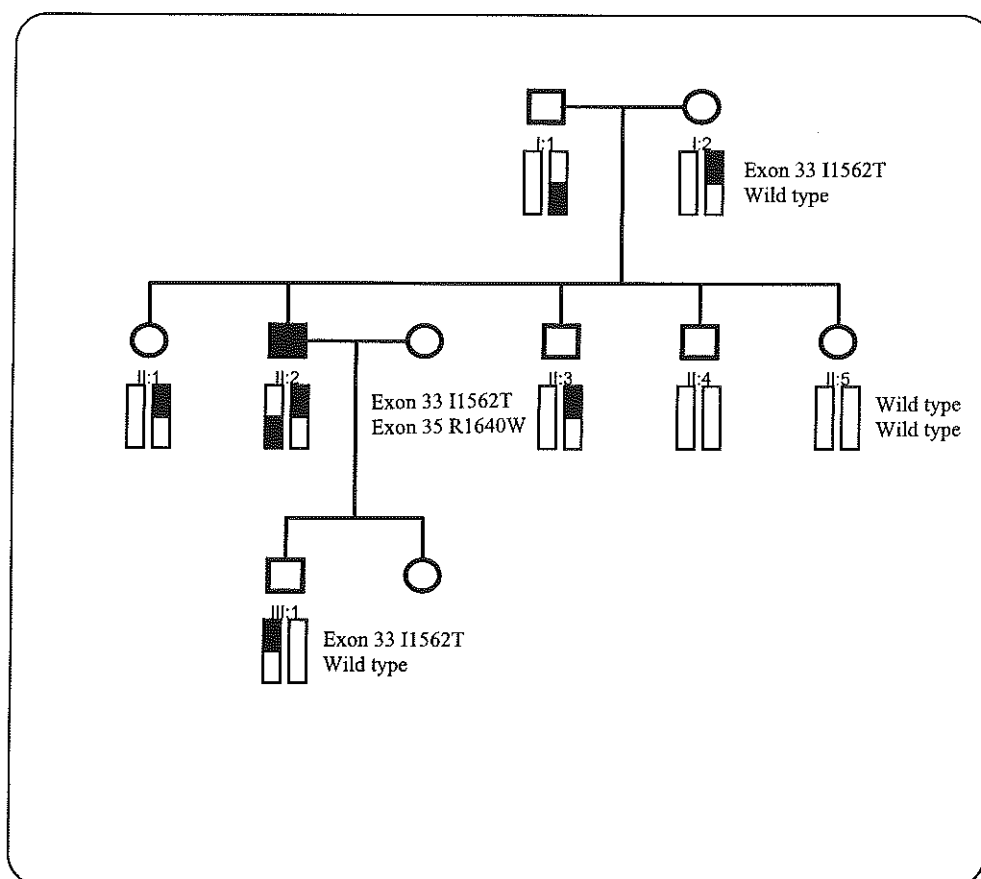 I:1
I:2
Exon 33 I1562T
Wild type
II:1
II:2
Exon 33 I1562T
Exon 35 R1640W
II:3
II:4
II:5
Wild type
Wild type
III:1
Exon 33 I1562T
Wild type